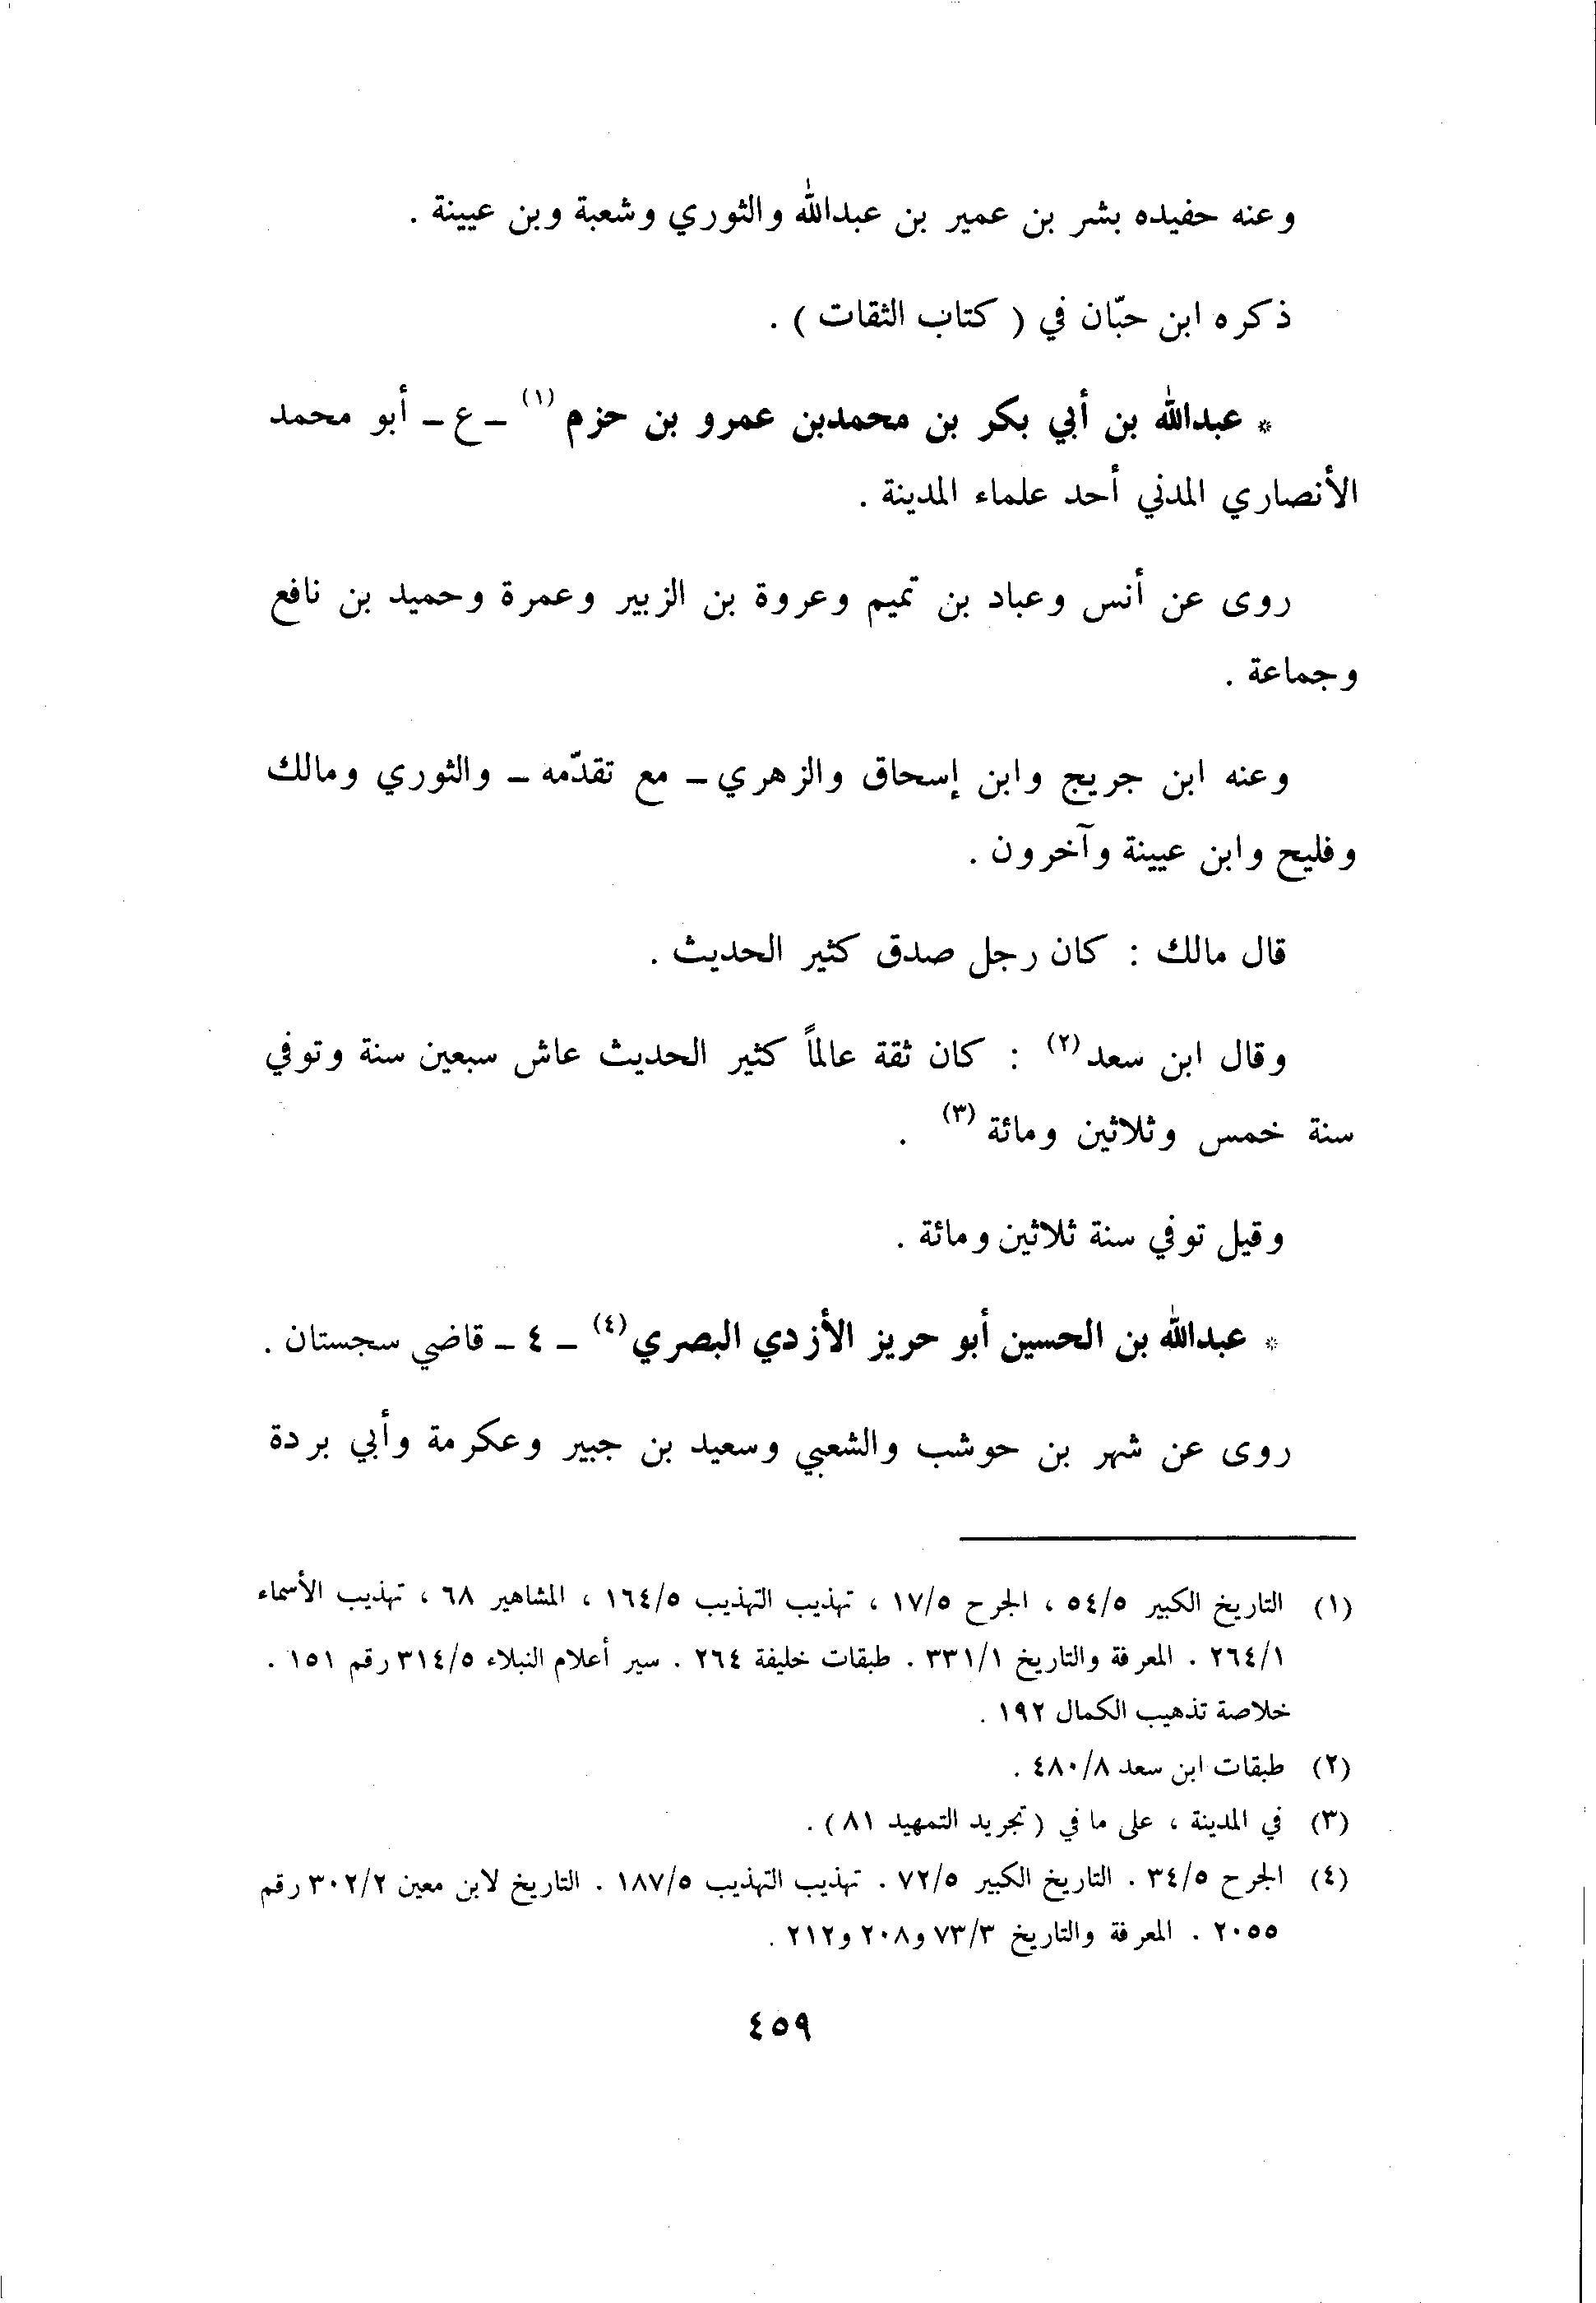 وعنه حفيده بشر بن عمير بن عبدالله والثوري وشعبة وبن عيينة .
ذكره ابن حبّان في ( كتاب الثقات ) .
* عبدالله بن أبي بكر بن محمدبن عمرو بن حزم (١) ـ ع ـ أبو محمد
الأنصاري المدني أحد علماء المدينة .
روى عن أنس وعباد بن تميم وعروة بن الزبير وعمرة وحميد بن نافع
وجماعة .
وعنه ابن جريج وابن إسحاق والزهري ـ مع تقدّمه ـ والثوري ومالك
وفليح وابن عيينة وآخرون .
قال مالك : كان رجل صدق كثير الحديث .
وقال ابن سعد (٢) : كان ثقة عالماً كثير الحديث عاش سبعين سنة وتوفي
سنة خمس وثلاثين ومائة (٣) .
وقيل توفي سنة ثلاثين ومائة .
* عبدالله بن الحسين أبو حريز الأزدي البصري (٤) ـ ٤ ـ قاضي سجستان .
روى عن شهر بن حوشب والشعبي وسعيد بن جبير وعكرمة وأبي بردة
(١) التاريخ الكبير ٥٤/٥ ، الجرح ١٧/٥ ، تهذيب التهذيب ١٦٤/٥ ، المشاهير ٦٨ ، تهذيب الأسماء
٢٦٤/١ . المعرفة والتاريخ ٣٣١/١ . طبقات خليفة ٢٦٤ . سير أعلام النبلاء ٣١٤/٥ رقم ١٥١ .
خلاصة تذهيب الكمال ١٩٢ .
(٢) طبقات ابن سعد ٤٨٠/٨ .
(٣) في المدينة ، على ما في ( تجريد التمهيد ٨١ ) .
(٤) الجرح ٣٤/٥ . التاريخ الكبير ٧٢/٥ . تهذيب التهذيب ١٨٧/٥ . التاريخ لابن معين ٣٠٢/٢ رقم
٢٠٥٥ . المعرفة والتاريخ ٧٣/٣ و٢٠٨ و٢١٢ .
٤٥٩